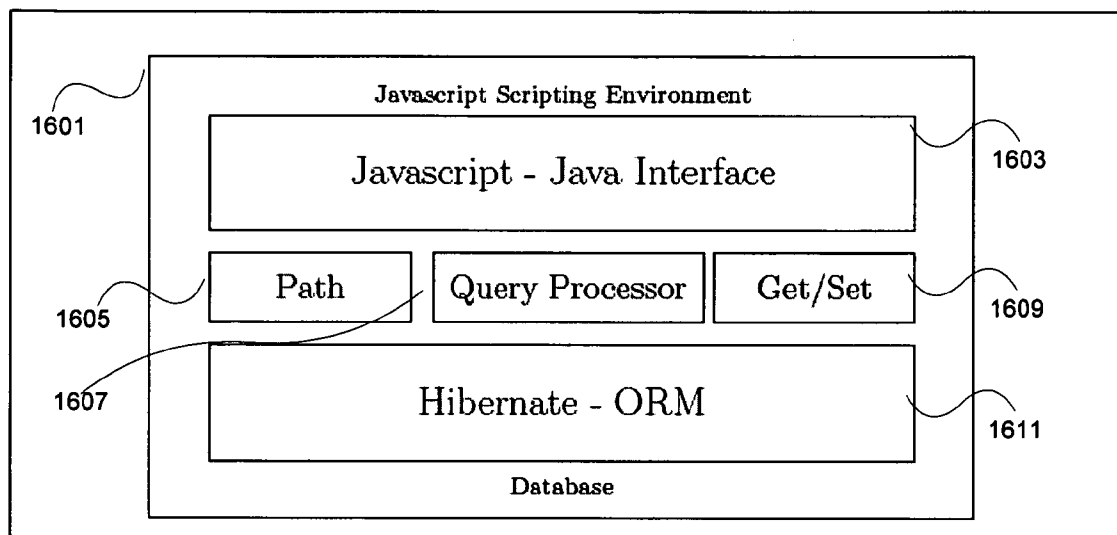 Javascript Scripting Environment
1601
Javascript - Java Interface
1603
Path
Query Processor
Get/Set
1605
1609
1607
Hibernate - ORM
1611
Database